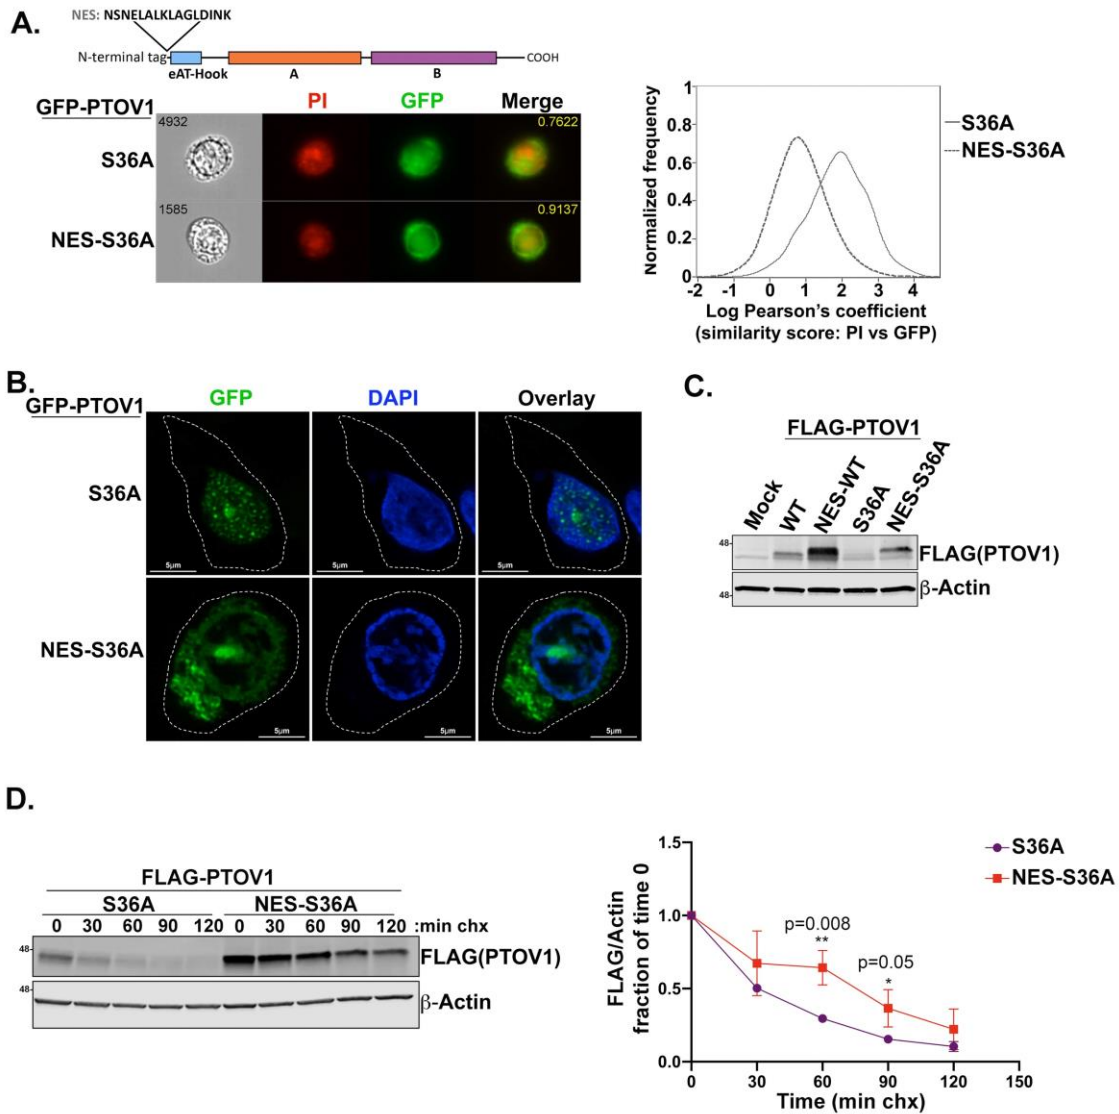 A.
NES: NSNELALKLAGLDINK
N-terminal tag
COOH
eAT-Hook
A
B
GFP-PTOV1
PI
GFP
Merge
4932
0.7622
S36A
1585
0.9137
NES-S36A
Normalized frequency
1
0.8
0.6
0.4
0.2
0
-2 -1 0 1 2 3 4
Log Pearson's coefficient
(similarity score: PI vs GFP)
S36A
NES-S36A
B.
GFP-PTOV1
GFP
DAPI
Overlay
S36A
5µm
5µm
5µm
NES-S36A
5µm
5µm
5µm
C.
FLAG-PTOV1
Mock
WT
NES-WT
S36A
NES-S36A
48-
FLAG(PTOV1)
48-
β-Actin
D.
FLAG-PTOV1
S36A
NES-S36A
0 30 60 90 120 0 30 60 90 120 :min chx
48-
FLAG(PTOV1)
48-
β-Actin
FLAG/Actin
fraction of time 0
1.5
1.0
0.5
0.0
0 30 60 90 120 150
Time (min chx)
p=0.008
**
p=0.05
*
S36A
NES-S36A